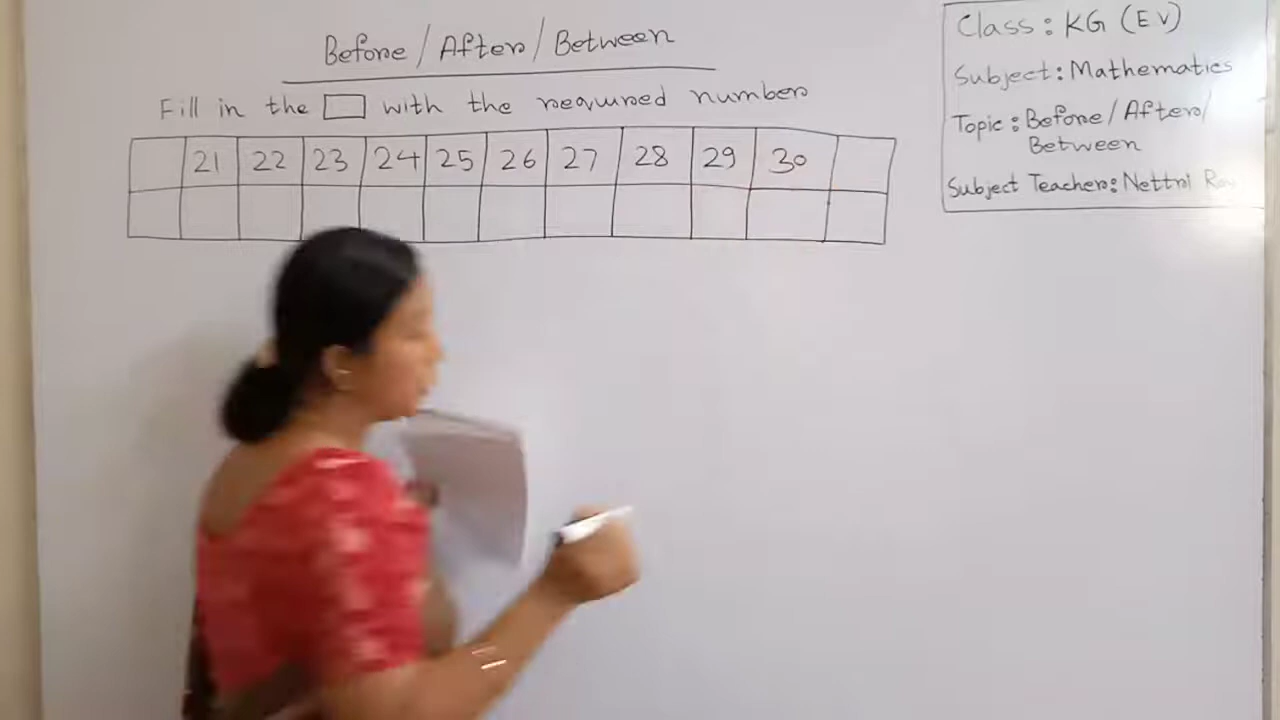 Before / After / Between
Fill in the with the required number
21 22 23 24 25 26 27 28 29 30
Class : KG (EV)
Subject : Mathematics
Topic : Before / After /
Between
Subject Teacher : Nettri